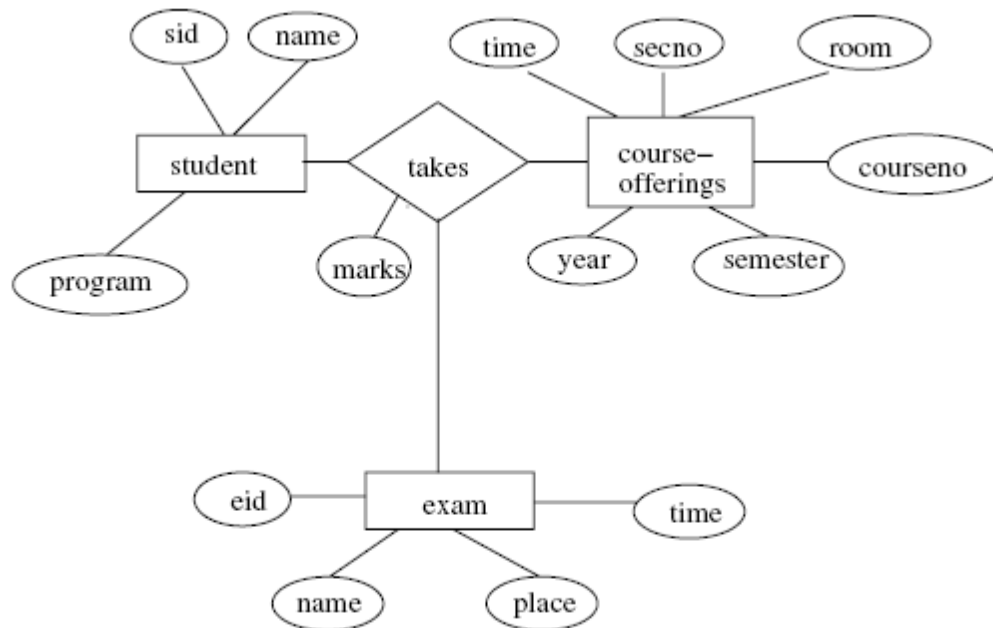 sid
name
time
secno
room
student
takes
course-
offerings
courseno
program
marks
year
semester
eid
exam
time
name
place